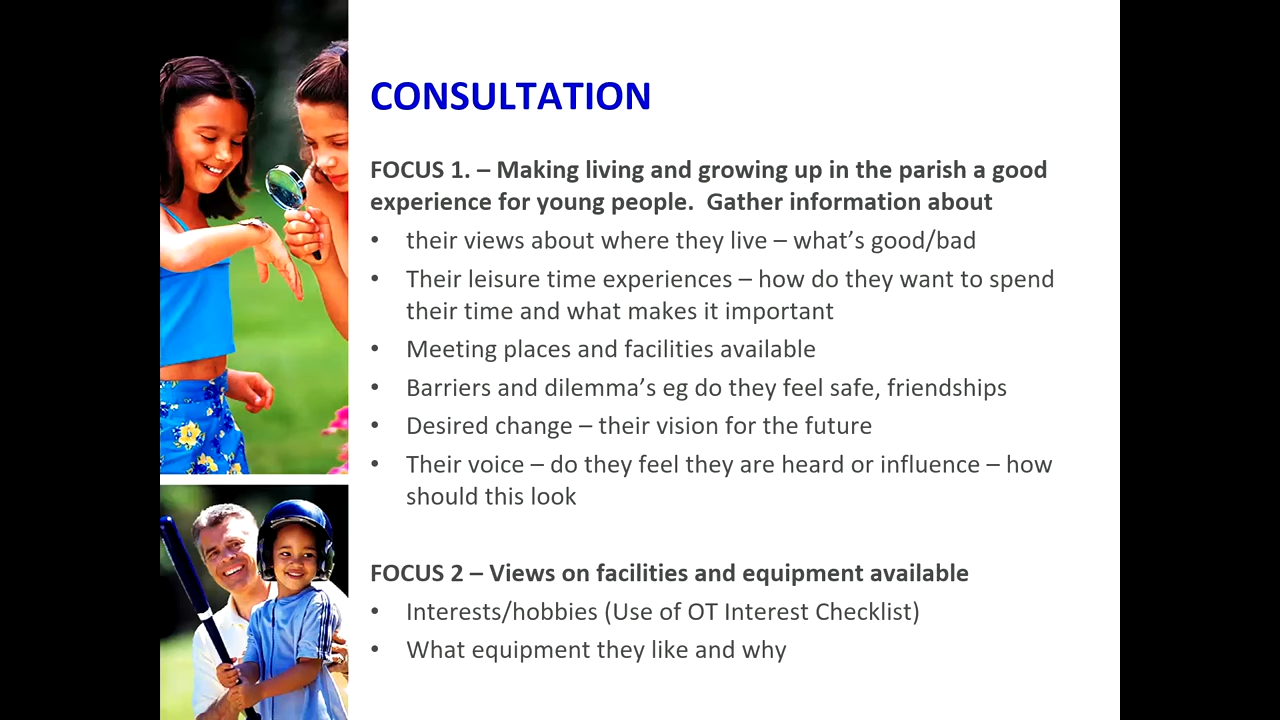 CONSULTATION
FOCUS 1. – Making living and growing up in the parish a good
experience for young people.  Gather information about
• their views about where they live – what’s good/bad
• Their leisure time experiences – how do they want to spend
their time and what makes it important
• Meeting places and facilities available
• Barriers and dilemma’s eg do they feel safe, friendships
• Desired change – their vision for the future
• Their voice – do they feel they are heard or influence – how
should this look
FOCUS 2 – Views on facilities and equipment available
• Interests/hobbies (Use of OT Interest Checklist)
• What equipment they like and why